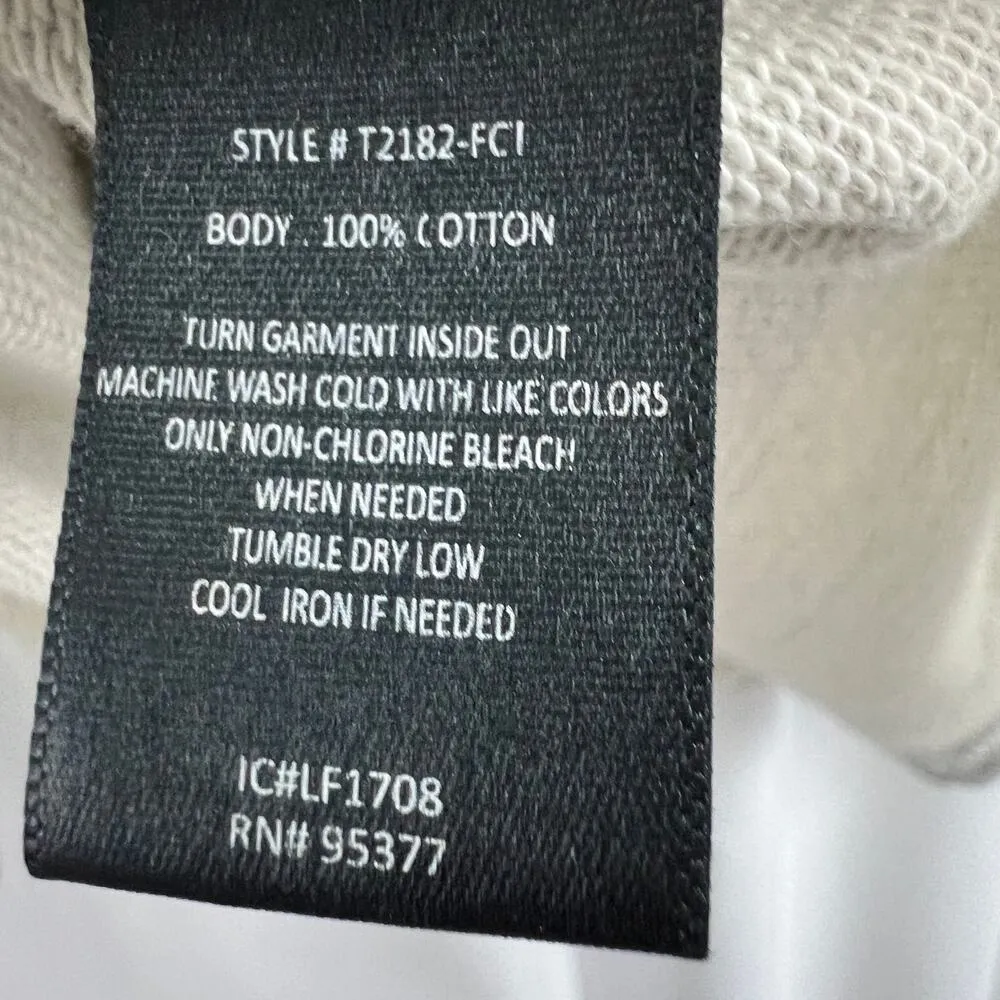 STYLE # T2182-FCI
BODY . 100% COTTON
TURN GARMENT INSIDE OUT
MACHINE WASH COLD WITH LIKE COLORS
ONLY NON-CHLORINE BLEACH
WHEN NEEDED
TUMBLE DRY LOW
COOL IRON IF NEEDED
IC#LF1708
RN# 95377